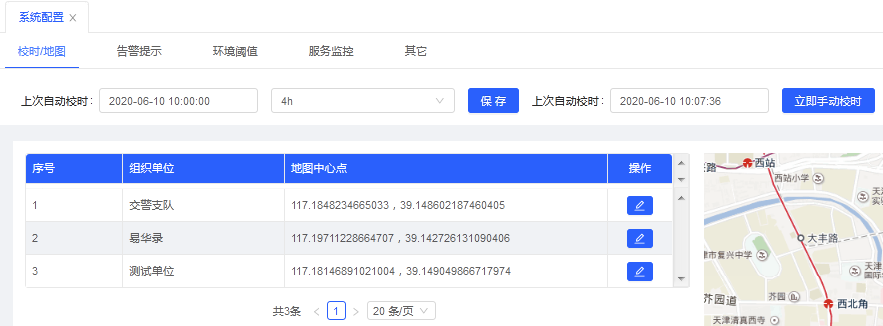 系统配置
校时/地图 告警提示 环境阈值 服务监控 其它
上次自动校时: 2020-06-10 10:00:00 4h 保 存 上次自动校时: 2020-06-10 10:07:36 立即手动校时
序号 组织单位 地图中心点 操作
1 交警支队 117.1848234665033，39.148602187460405
2 易华录 117.19711228664707，39.142726131090406
3 测试单位 117.18146891021004，39.149049866717974
共3条 1 20 条/页
路 西站
西站小学
天津
实验
大丰路
津市复兴中学
天津
国际
芥园
芥园道
西北角
天津清真西寺